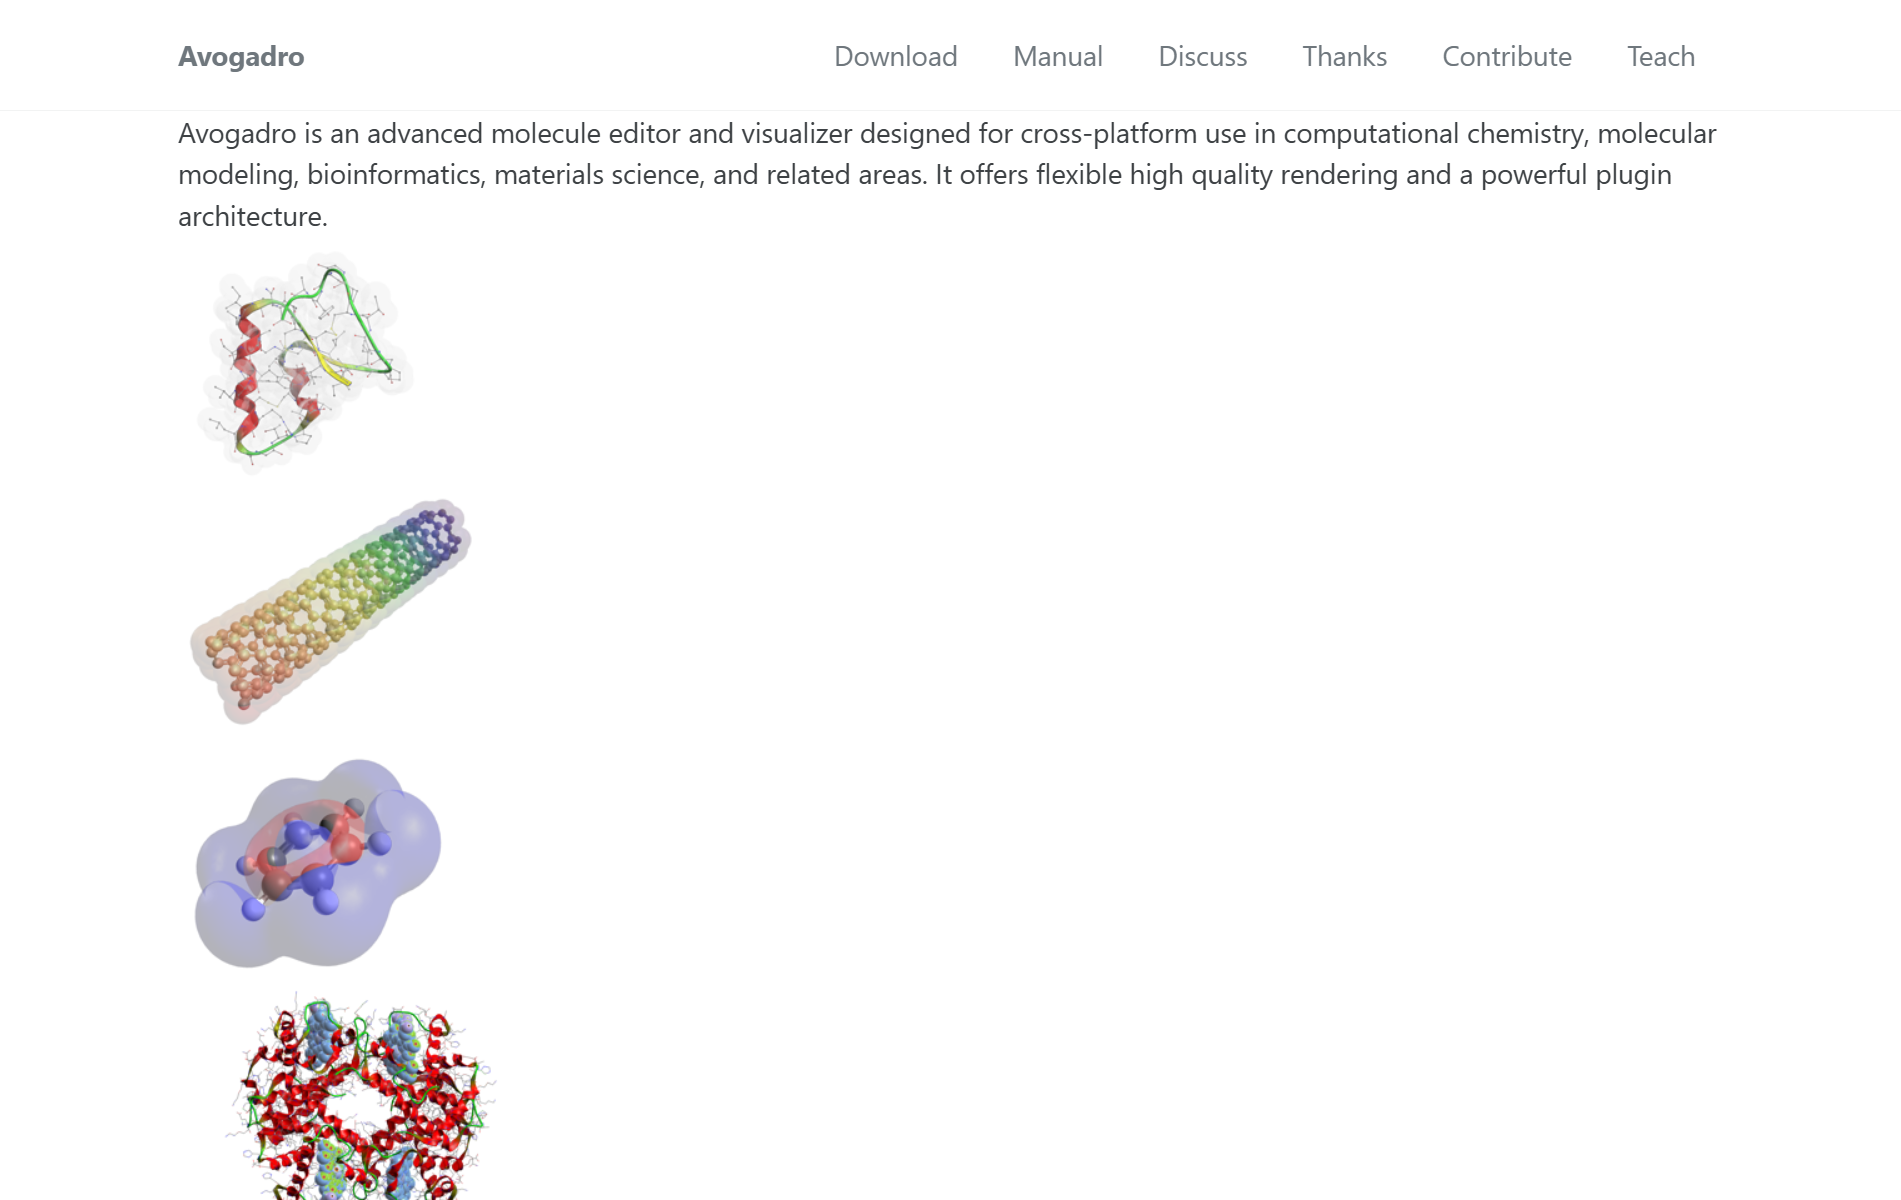 Avogadro Download Manual Discuss Thanks Contribute Teach
Avogadro is an advanced molecule editor and visualizer designed for cross-platform use in computational chemistry, molecular
modeling, bioinformatics, materials science, and related areas. It offers flexible high quality rendering and a powerful plugin
architecture.